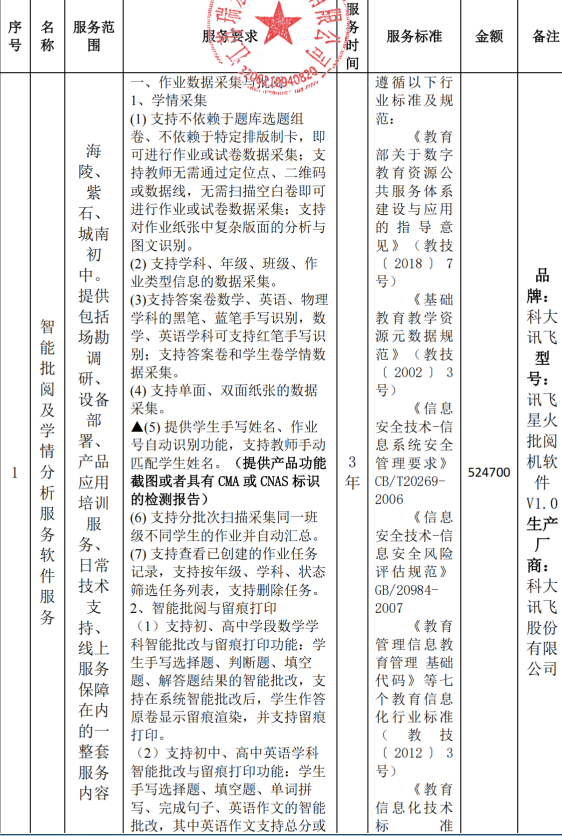 序号
名称
服务范围
服务要求
服务时间
服务标准
金额
备注
1
智能批阅及学情分析服务软件服务
海
陵、
紫
石、
城南
初
中。
提供
包括
场勘
调
研、
设备
部
署、
产品
应用
培训
服
务、
日常
技术
支
持、
线上
服务
保障
在内
的一
整套
服务
内容
一、作业数据采集与批
1、学情采集
(1) 支持不依赖于题库选题组
卷、不依赖于特定排版制卡，即
可进行作业或试卷数据采集；支
持教师无需通过定位点、二维码
或数据线，无需扫描空白卷即可
进行作业或试卷数据采集；支持
对作业纸张中复杂版面的分析与
图文识别。
(2) 支持学科、年级、班级、作
业类型信息的数据采集。
(3)支持答案卷数学、英语、物理
学科的黑笔、蓝笔手写识别，数
学、英语学科可支持红笔手写识
别；支持答案卷和学生卷学情数
据采集。
(4) 支持单面、双面纸张的数据
采集。
▲(5) 提供学生手写姓名、作业
号自动识别功能，支持教师手动
匹配学生姓名。（提供产品功能
截图或者具有 CMA 或 CNAS 标识
的检测报告）
(6) 支持分批次扫描采集同一班
级不同学生的作业并自动汇总。
(7) 支持查看已创建的作业任务
记录，支持按年级、学科、状态
筛选任务列表，支持删除任务。
2、智能批阅与留痕打印
（1）支持初、高中学段数学学
科智能批改与留痕打印功能：学
生手写选择题、判断题、填空
题、解答题结果的智能批改，支
持在系统智能批改后，学生作答
原卷显示留痕渲染，并支持留痕
打印。
（2）支持初中、高中英语学科
智能批改与留痕打印功能：学生
手写选择题、填空题、单词拼
写、完成句子、英语作文的智能
批改，其中英语作文支持总分或
3
年
遵循以下行
业标准及规
范：
《教育
部关于数字
教育资源公
共服务体系
建设与应用
的指导意
见》（教技
〔2018〕7
号）
《基础
教育教学资
源元数据规
范》（教技
〔2002〕3
号）
《信息
安全技术-信
息系统安全
管理要求》
CB/T20269-
2006
《信息
安全技术-信
息安全风险
评估规范》
GB/20984-
2007
《教育
管理信息教
育管理 基础
代码》等七
个教育信息
化行业标准
（教技
〔2012〕3
号）
《教育
信息化技术
标准
524700
品
牌：
科大
讯飞
型
号：
讯飞
星火
批阅
机软
件
V1.0
生产
厂
商：
科大
讯飞
股份
有限
公司